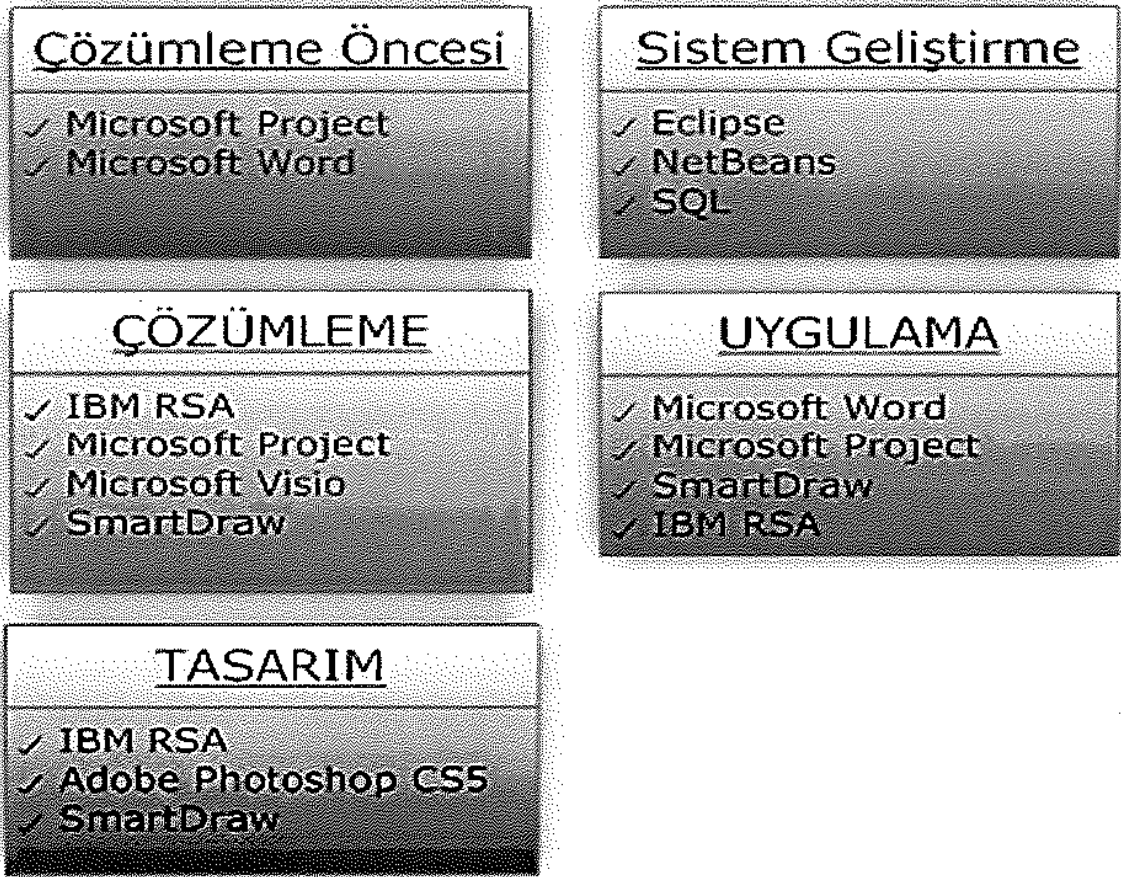 Çözümleme Öncesi
✓ Microsoft Project
✓ Microsoft Word
ÇÖZÜMLEME
✓ IBM RSA
✓ Microsoft Project
✓ Microsoft Visio
✓ SmartDraw
TASARIM
✓ IBM RSA
✓ Adobe Photoshop CS5
✓ SmartDraw
Sistem Geliştirme
✓ Eclipse
✓ NetBeans
✓ SQL
UYGULAMA
✓ Microsoft Word
✓ Microsoft Project
✓ SmartDraw
✓ IBM RSA